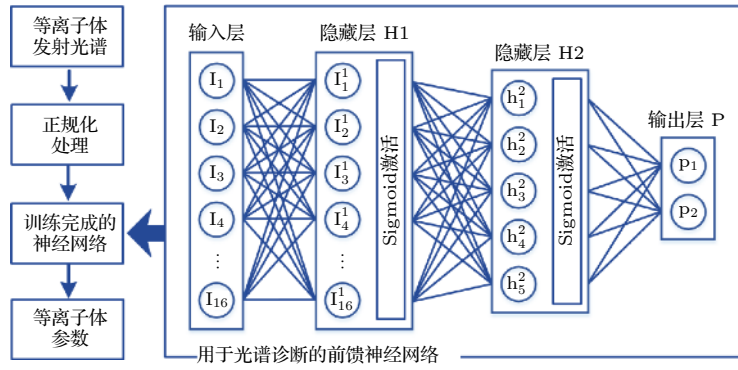 等离子体
发射光谱
正规化
处理
训练完成的
神经网络
等离子体
参数
输入层
I₁
I₂
I₃
I₄
⋮
I₁₆
隐藏层 H1
I₁¹
I₂¹
I₃¹
I₄¹
⋮
I₁₆¹
Sigmoid激活
隐藏层 H2
h₁²
h₂²
h₃²
h₄²
h₅²
Sigmoid激活
输出层 P
p₁
p₂
用于光谱诊断的前馈神经网络